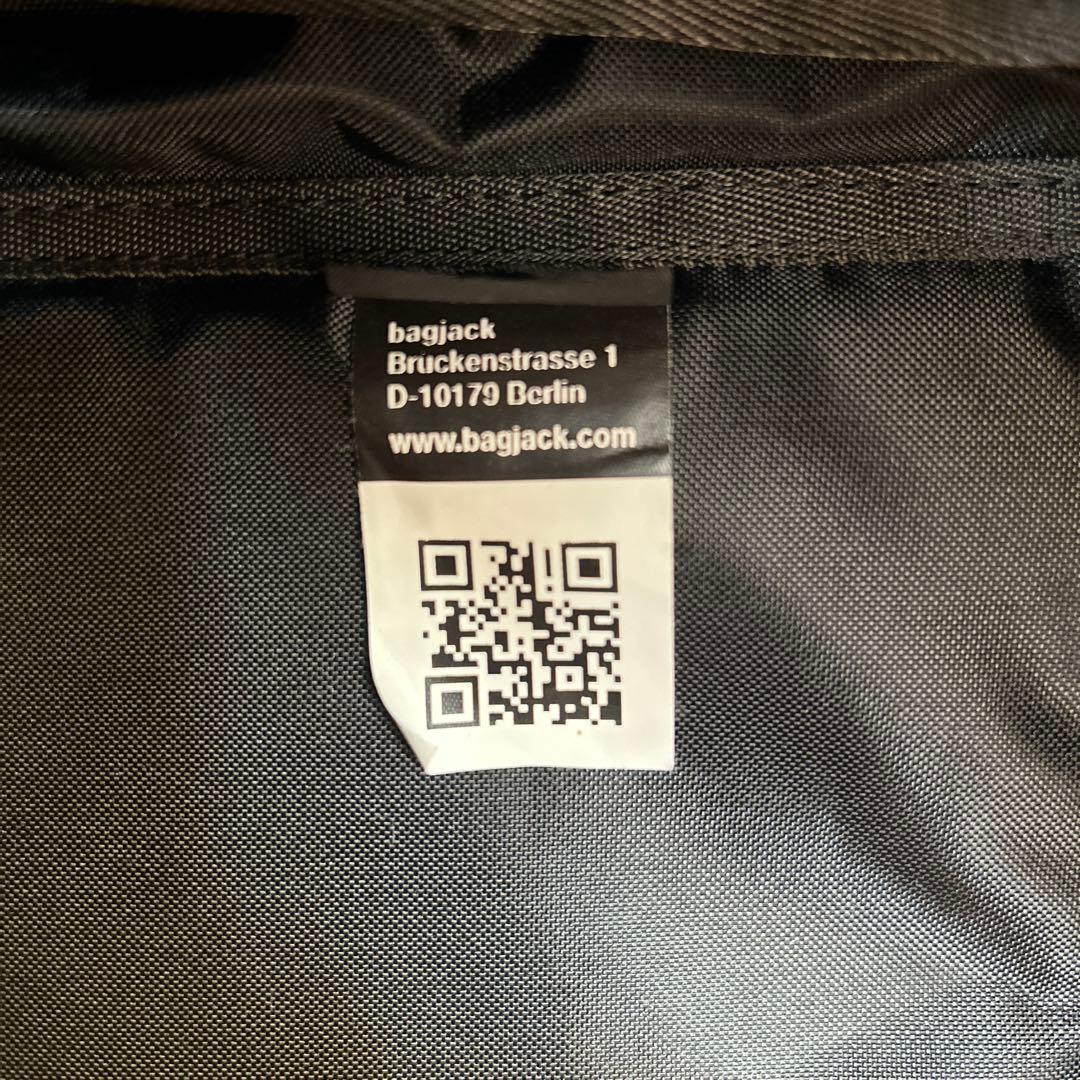 bagjack
Bruckenstrasse 1
D-10179 Berlin
www.bagjack.com